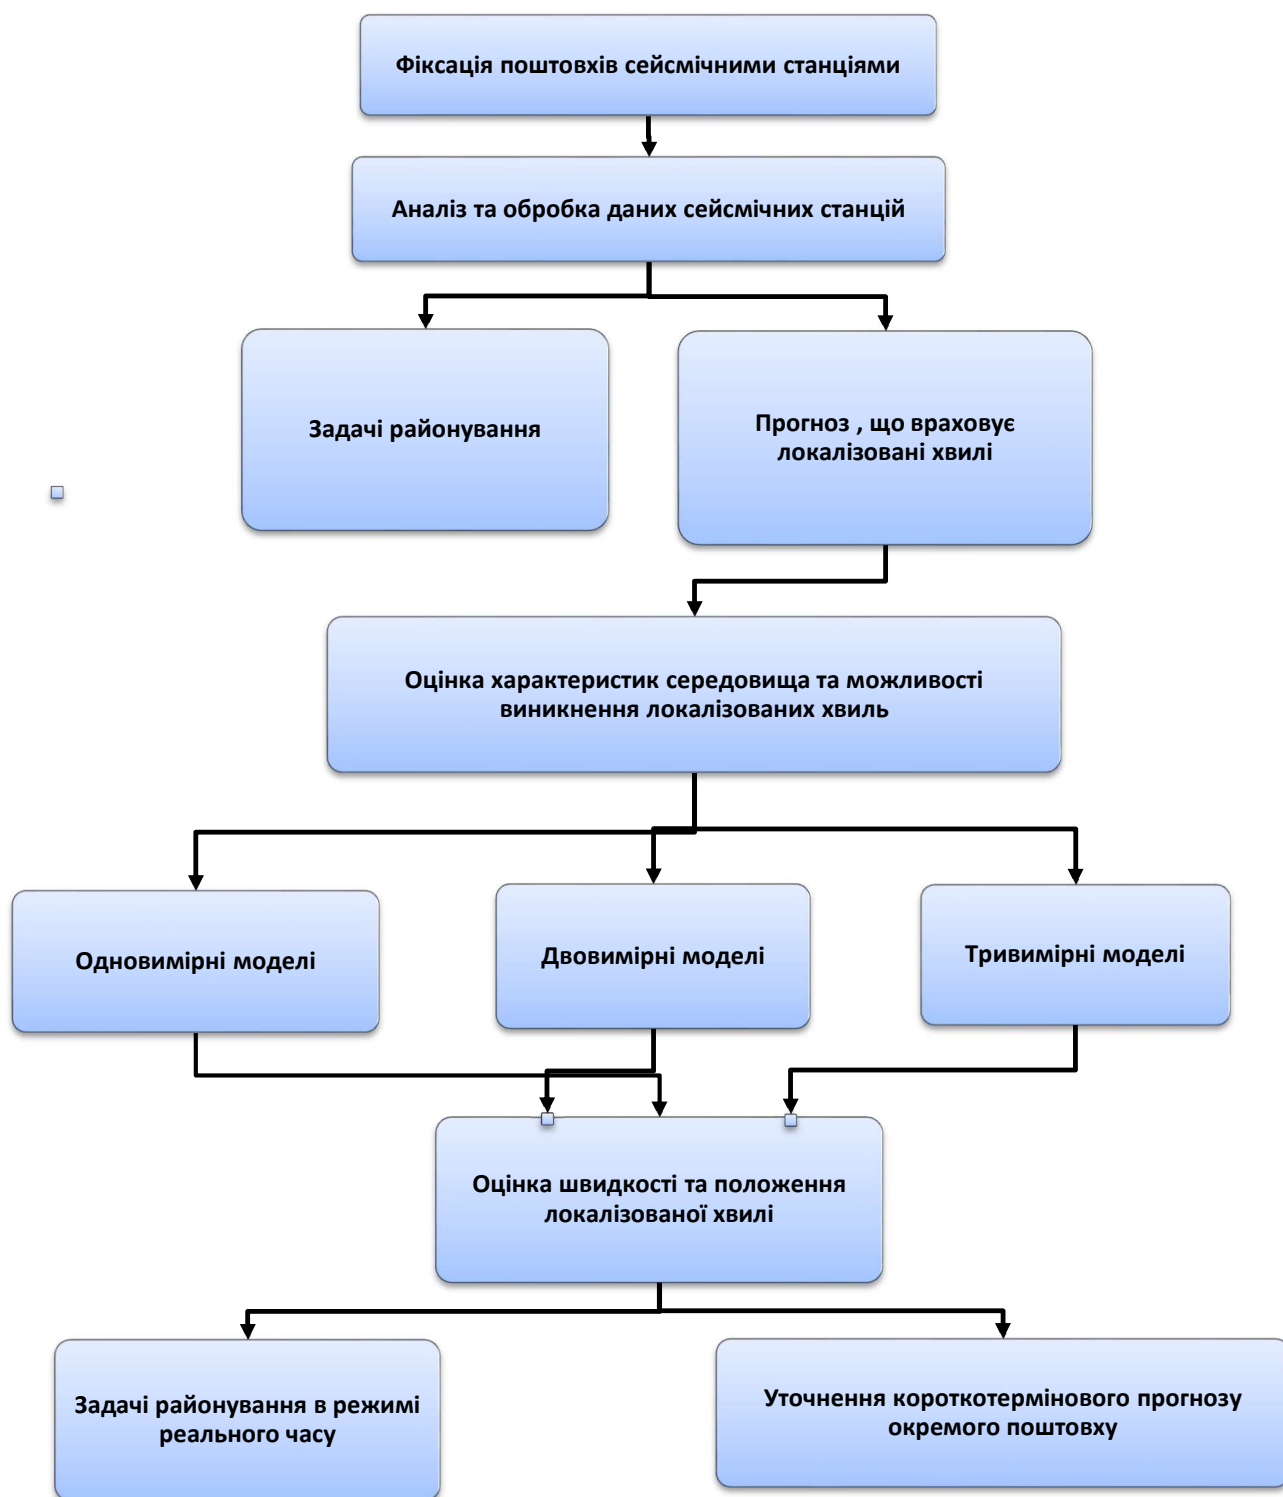 Фіксація поштовхів сейсмічними станціями
Аналіз та обробка даних сейсмічних станцій
Задачі районування
Прогноз , що враховує
локалізовані хвилі
Оцінка характеристик середовища та можливості
виникнення локалізованих хвиль
Одновимірні моделі
Двовимірні моделі
Тривимірні моделі
Оцінка швидкості та положення
локалізованої хвилі
Задачі районування в режимі
реального часу
Уточнення короткотермінового прогнозу
окремого поштовху